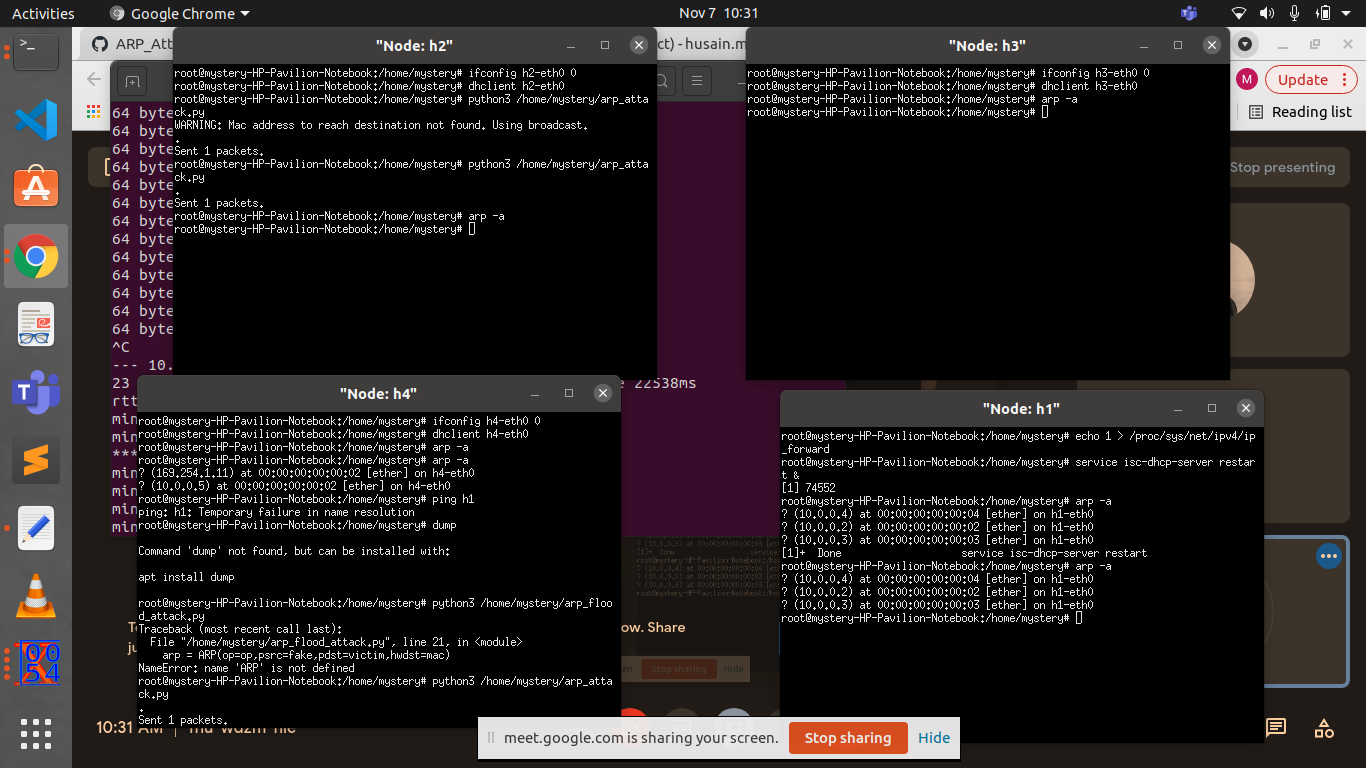 Activities
Google Chrome
Nov 7 10:31
ARP_Att
ct) - husain.m
M
Update
Reading list
Stop presenting
64 byte
64 byte
64 byte
64 byte
64 byte
64 byte
64 byte
64 byte
64 byte
64 byte
64 byte
64 byte
64 byte
^C
--- 10.
23
e 22538ms
rtt
min
min
***
min
min
min
"Node: h2"
root@mystery-HP-Pavilion-Notebook:/home/mystery# ifconfig h2-eth0 0
root@mystery-HP-Pavilion-Notebook:/home/mystery# dhclient h2-eth0
root@mystery-HP-Pavilion-Notebook:/home/mystery# python3 /home/mystery/arp_atta
ck.py
WARNING: Mac address to reach destination not found. Using broadcast.
.
Sent 1 packets.
root@mystery-HP-Pavilion-Notebook:/home/mystery# python3 /home/mystery/arp_atta
ck.py
.
Sent 1 packets.
root@mystery-HP-Pavilion-Notebook:/home/mystery# arp -a
root@mystery-HP-Pavilion-Notebook:/home/mystery#
"Node: h3"
root@mystery-HP-Pavilion-Notebook:/home/mystery# ifconfig h3-eth0 0
root@mystery-HP-Pavilion-Notebook:/home/mystery# dhclient h3-eth0
root@mystery-HP-Pavilion-Notebook:/home/mystery# arp -a
root@mystery-HP-Pavilion-Notebook:/home/mystery#
"Node: h4"
root@mystery-HP-Pavilion-Notebook:/home/mystery# ifconfig h4-eth0 0
root@mystery-HP-Pavilion-Notebook:/home/mystery# dhclient h4-eth0
root@mystery-HP-Pavilion-Notebook:/home/mystery# arp -a
root@mystery-HP-Pavilion-Notebook:/home/mystery# arp -a
? (169.254.1.11) at 00:00:00:00:00:02 [ether] on h4-eth0
? (10.0.0.5) at 00:00:00:00:00:02 [ether] on h4-eth0
root@mystery-HP-Pavilion-Notebook:/home/mystery# ping h1
ping: h1: Temporary failure in name resolution
root@mystery-HP-Pavilion-Notebook:/home/mystery# dump
Command 'dump' not found, but can be installed with:
apt install dump
root@mystery-HP-Pavilion-Notebook:/home/mystery# python3 /home/mystery/arp_floo
d_attack.py
Traceback (most recent call last):
File "/home/mystery/arp_flood_attack.py", line 21, in <module>
arp = ARP(op=op,psrc=fake,pdst=victim,hwdst=mac)
NameError: name 'ARP' is not defined
root@mystery-HP-Pavilion-Notebook:/home/mystery# python3 /home/mystery/arp_atta
ck.py
.
Sent 1 packets.
"Node: h1"
root@mystery-HP-Pavilion-Notebook:/home/mystery# echo 1 > /proc/sys/net/ipv4/ip
_forward
root@mystery-HP-Pavilion-Notebook:/home/mystery# service isc-dhcp-server restar
t &
[1] 74552
root@mystery-HP-Pavilion-Notebook:/home/mystery# arp -a
? (10.0.0.4) at 00:00:00:00:00:04 [ether] on h1-eth0
? (10.0.0.2) at 00:00:00:00:00:02 [ether] on h1-eth0
? (10.0.0.3) at 00:00:00:00:00:03 [ether] on h1-eth0
[1]+ Done service isc-dhcp-server restart
root@mystery-HP-Pavilion-Notebook:/home/mystery# arp -a
? (10.0.0.4) at 00:00:00:00:00:04 [ether] on h1-eth0
? (10.0.0.2) at 00:00:00:00:00:02 [ether] on h1-eth0
? (10.0.0.3) at 00:00:00:00:00:03 [ether] on h1-eth0
root@mystery-HP-Pavilion-Notebook:/home/mystery#
ow. Share
Stop sharing
Hide
10:31 AM
meet.google.com is sharing your screen.
Stop sharing
Hide